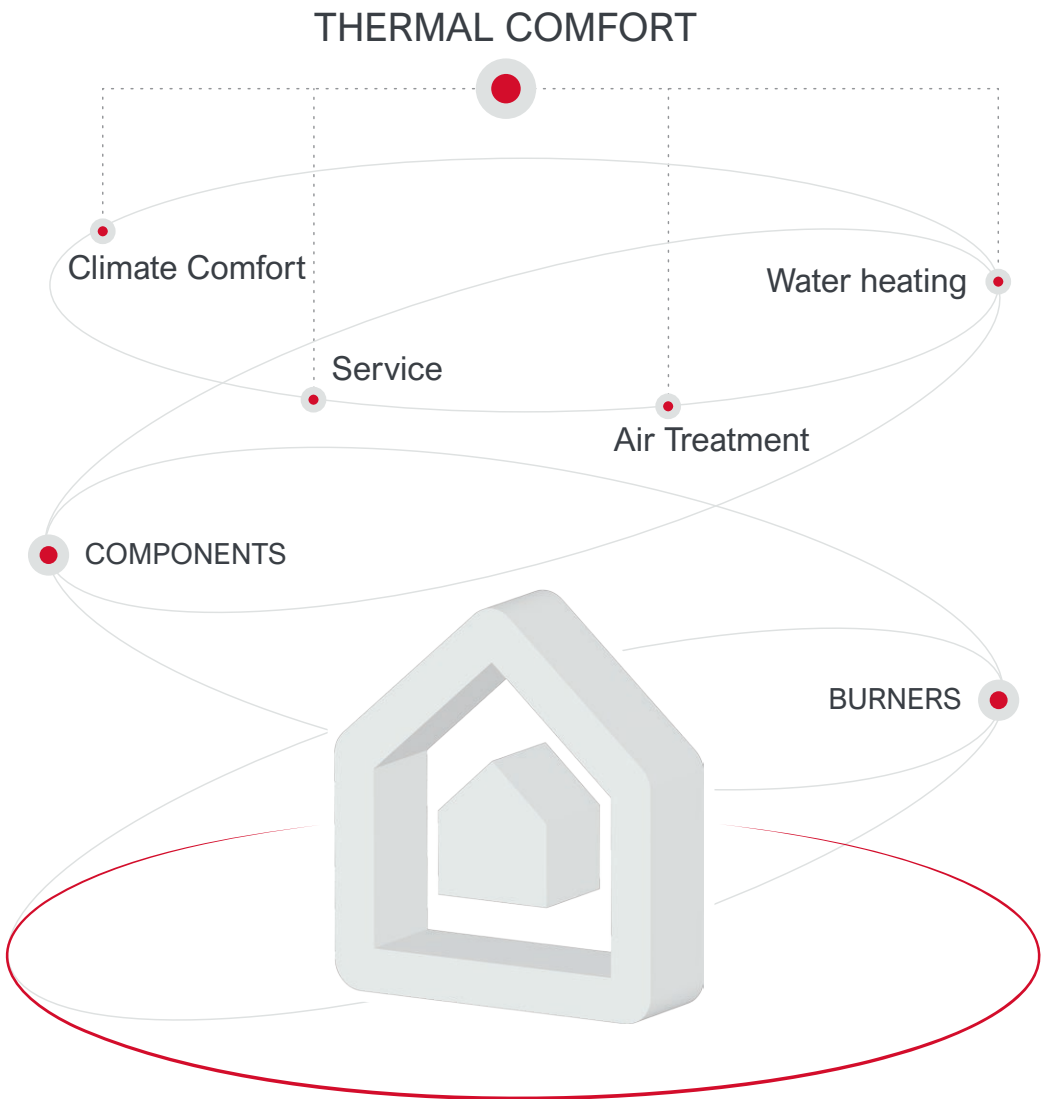 THERMAL COMFORT
Climate Comfort
Water heating
Service
Air Treatment
COMPONENTS
BURNERS